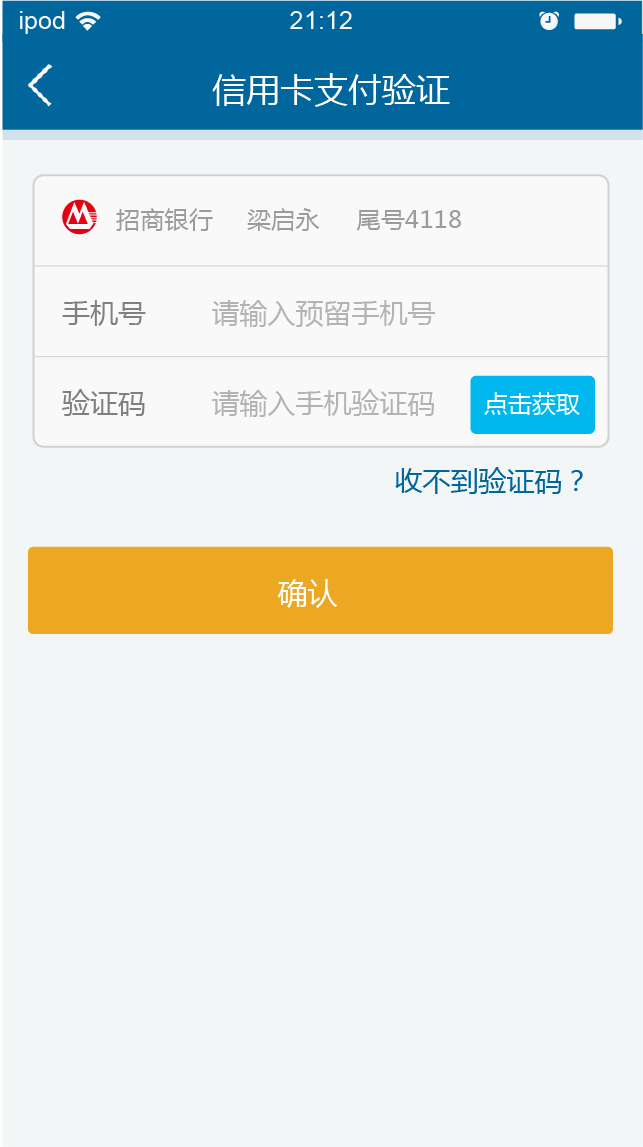 ipod 21:12
信用卡支付验证
招商银行 梁启永 尾号4118
手机号 请输入预留手机号
验证码 请输入手机验证码 点击获取
收不到验证码？
确认